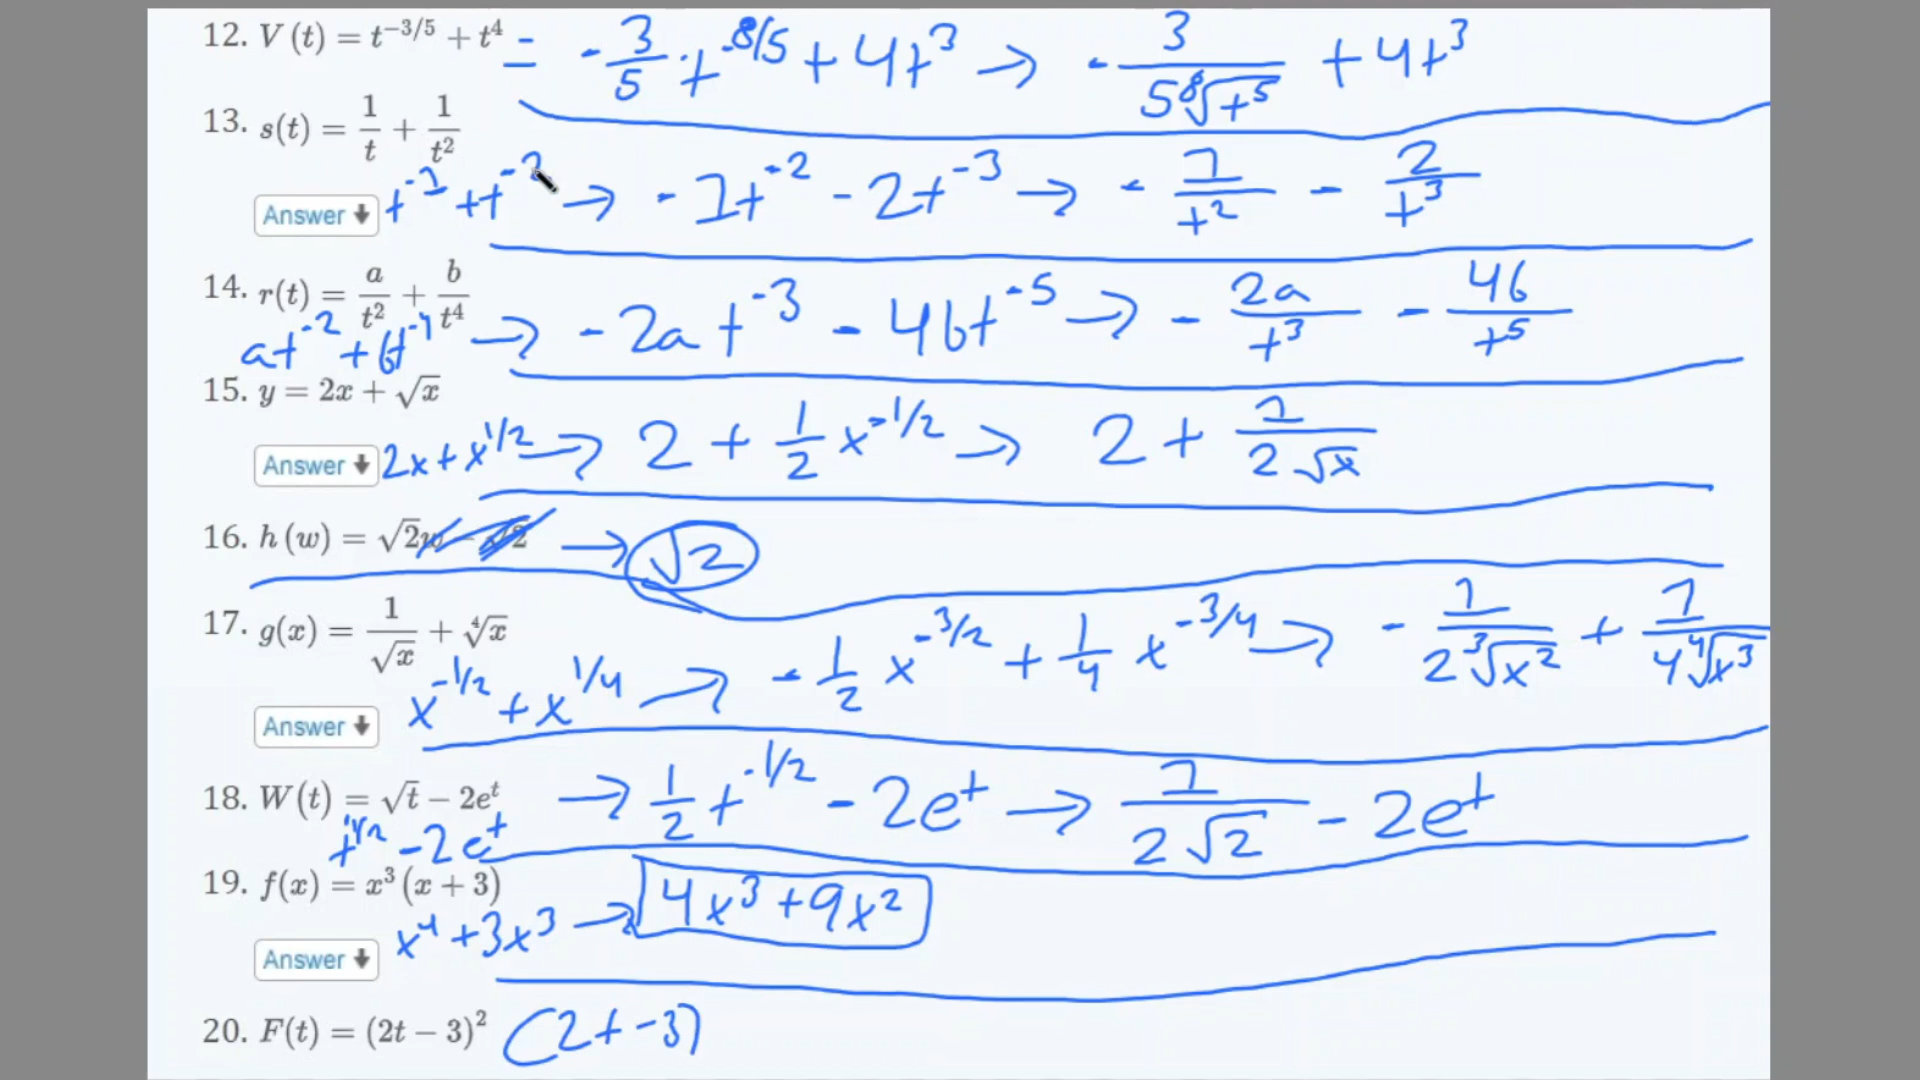 12. V (t) = t^{−3/5} + t^4 = - 3/5 t^{-8/5} + 4t^3 → - 3/(5 ⁸√t^5) + 4t^3
13. s(t) = 1/t + 1/t^2
Answer ⬇ t^{-1} + t^{-2} → - 1t^{-2} - 2t^{-3} → - 1/t^2 - 2/t^3
14. r(t) = a/t^2 + b/t^4
at^{-2} + bt^{-4} → - 2at^{-3} - 4bt^{-5} → - 2a/t^3 - 4b/t^5
15. y = 2x + √x
Answer ⬇ 2x + x^{1/2} → 2 + 1/2 x^{-1/2} → 2 + 1/(2√x)
16. h (w) = √2w − √2 → √2
17. g(x) = 1/√x + ⁴√x
x^{-1/2} + x^{1/4} → - 1/2 x^{-3/2} + 1/4 x^{-3/4} → - 1/(2 ³√x^2) + 1/(4 ⁴√x^3)
Answer ⬇
18. W (t) = √t − 2e^t → 1/2 t^{-1/2} - 2e^t → 1/(2√2) - 2e^t
t^{1/2} - 2e^t
19. f(x) = x^3 (x + 3)
Answer ⬇ x^4 + 3x^3 → 4x^3 + 9x^2
20. F(t) = (2t − 3)^2 (2t-3)